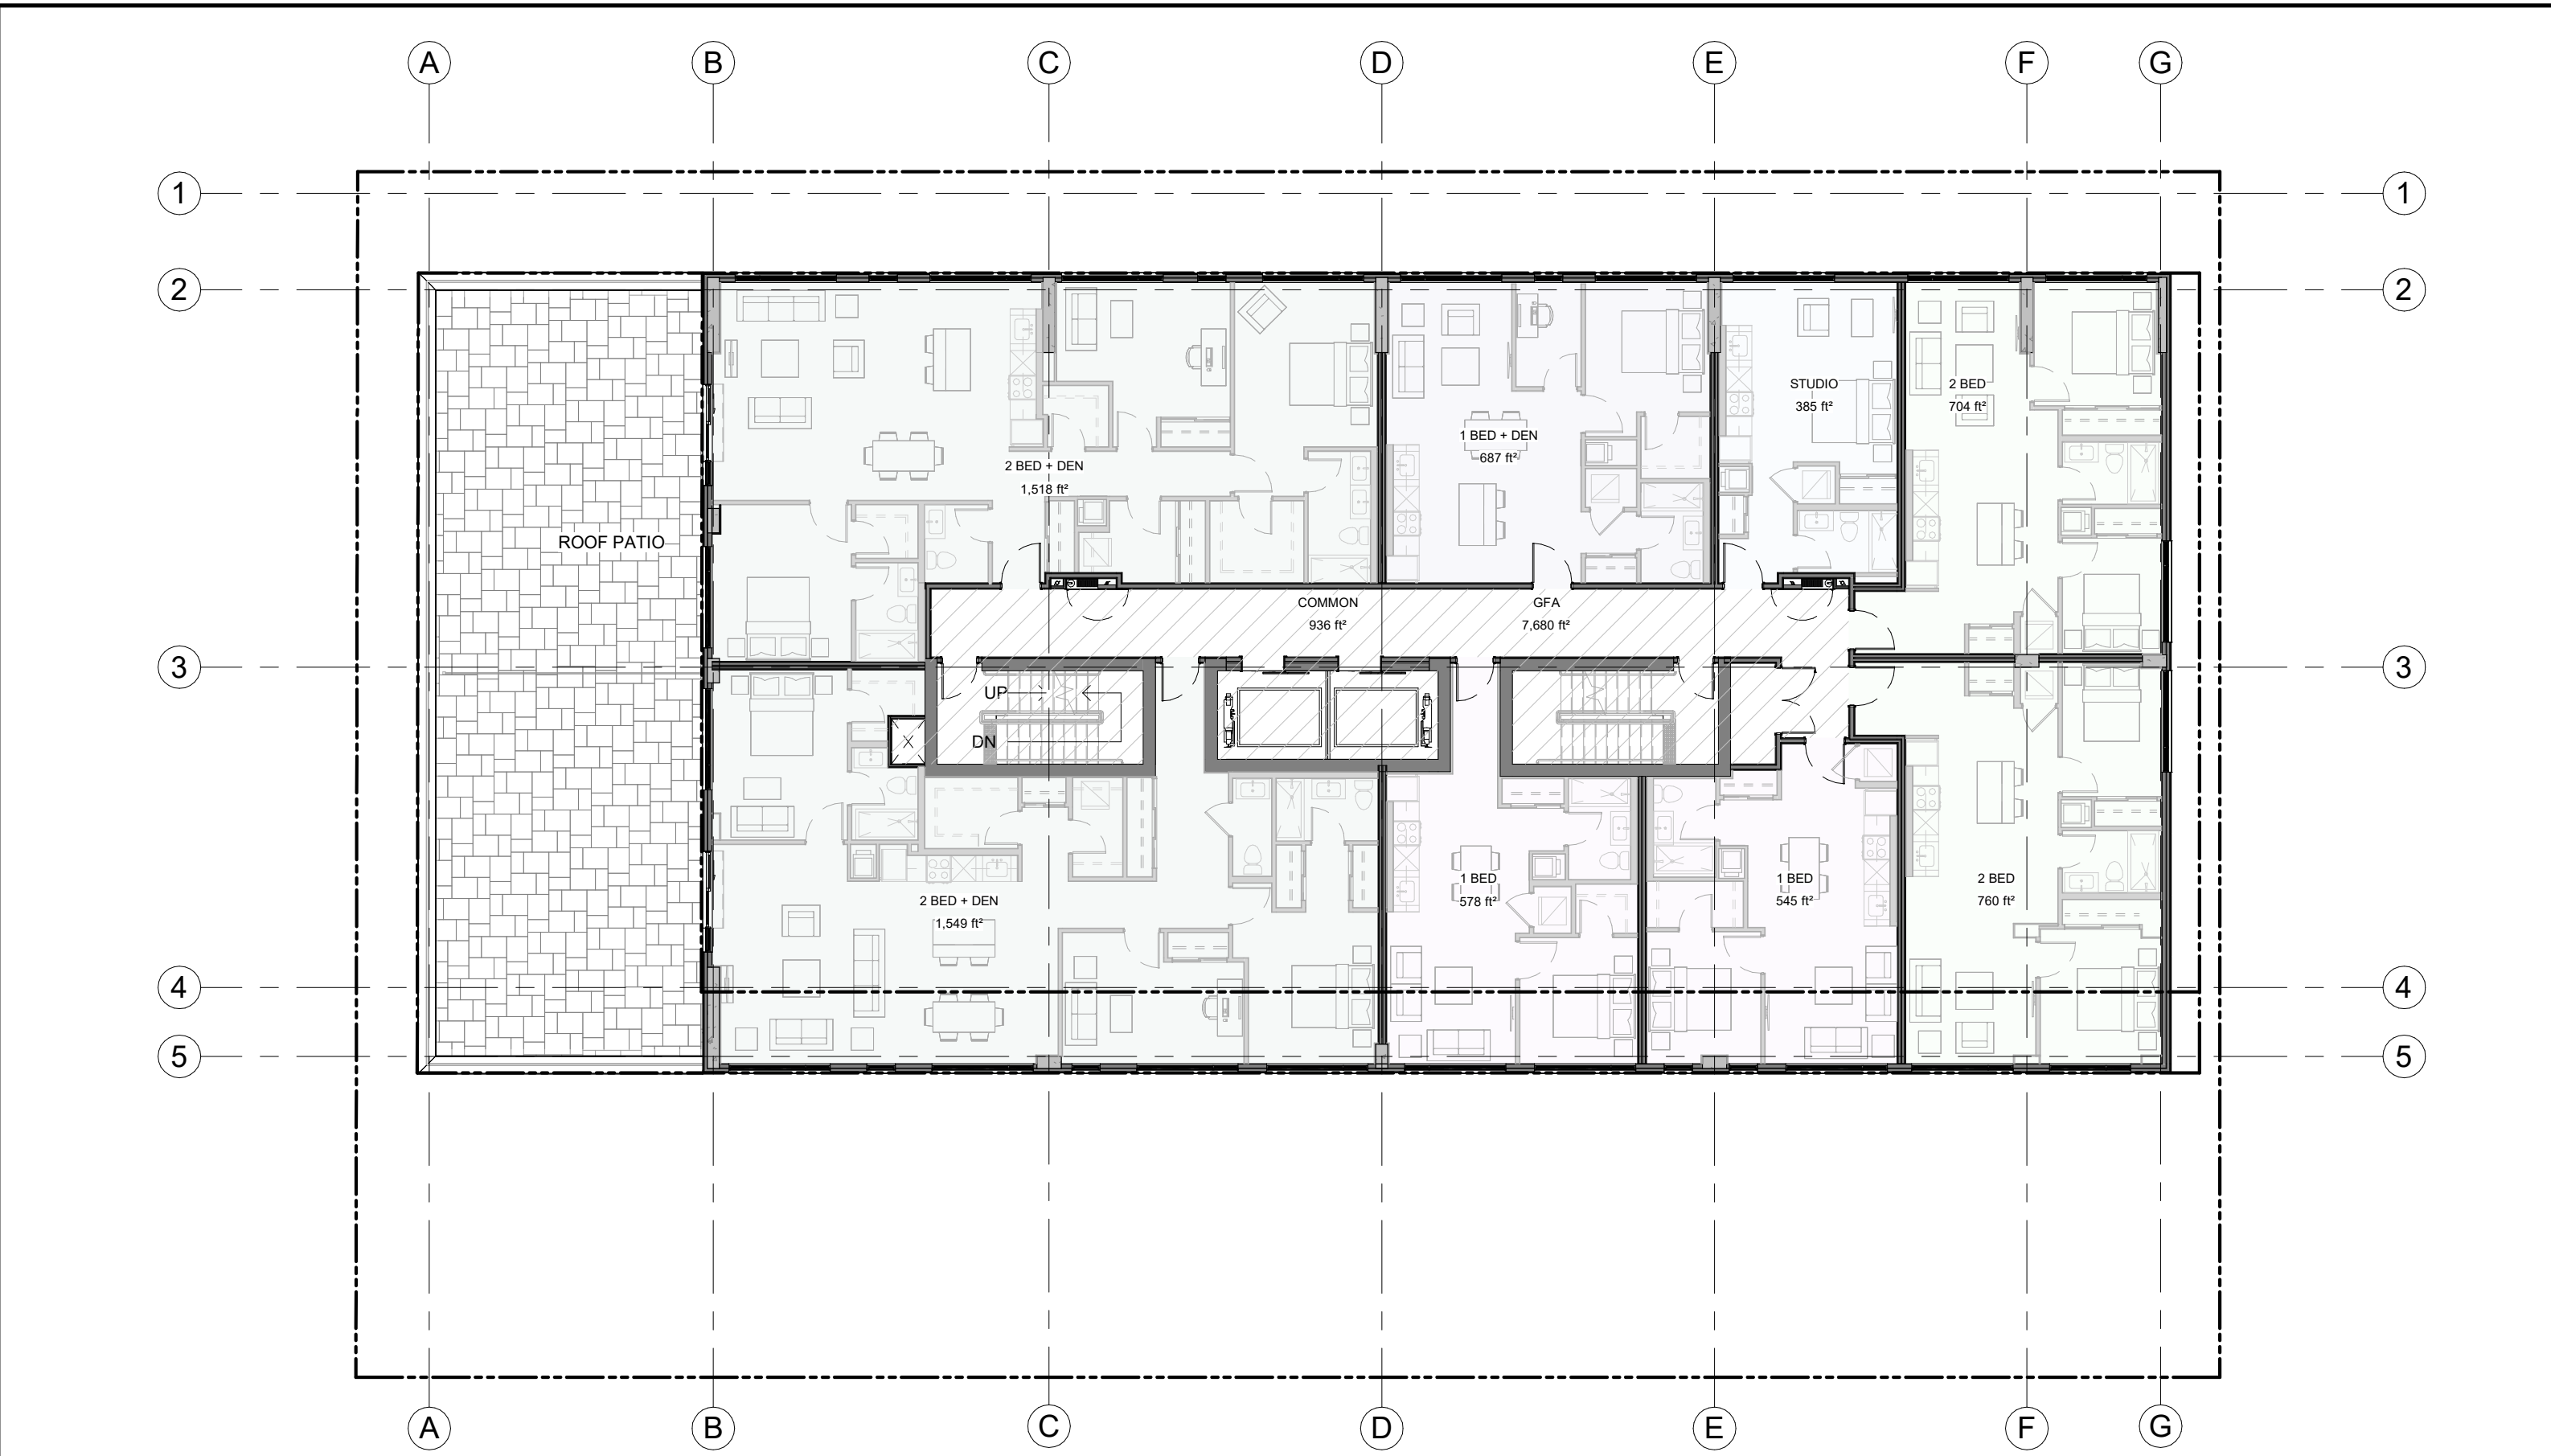 A
B
C
D
E
F
G
1
1
2
2
STUDIO
385 ft²
2 BED
704 ft²
1 BED + DEN
687 ft²
2 BED + DEN
1,518 ft²
ROOF PATIO
COMMON
936 ft²
GFA
7,680 ft²
3
3
UP
DN
X
1 BED
578 ft²
1 BED
545 ft²
2 BED
760 ft²
2 BED + DEN
1,549 ft²
4
4
5
5
A
B
C
D
E
F
G